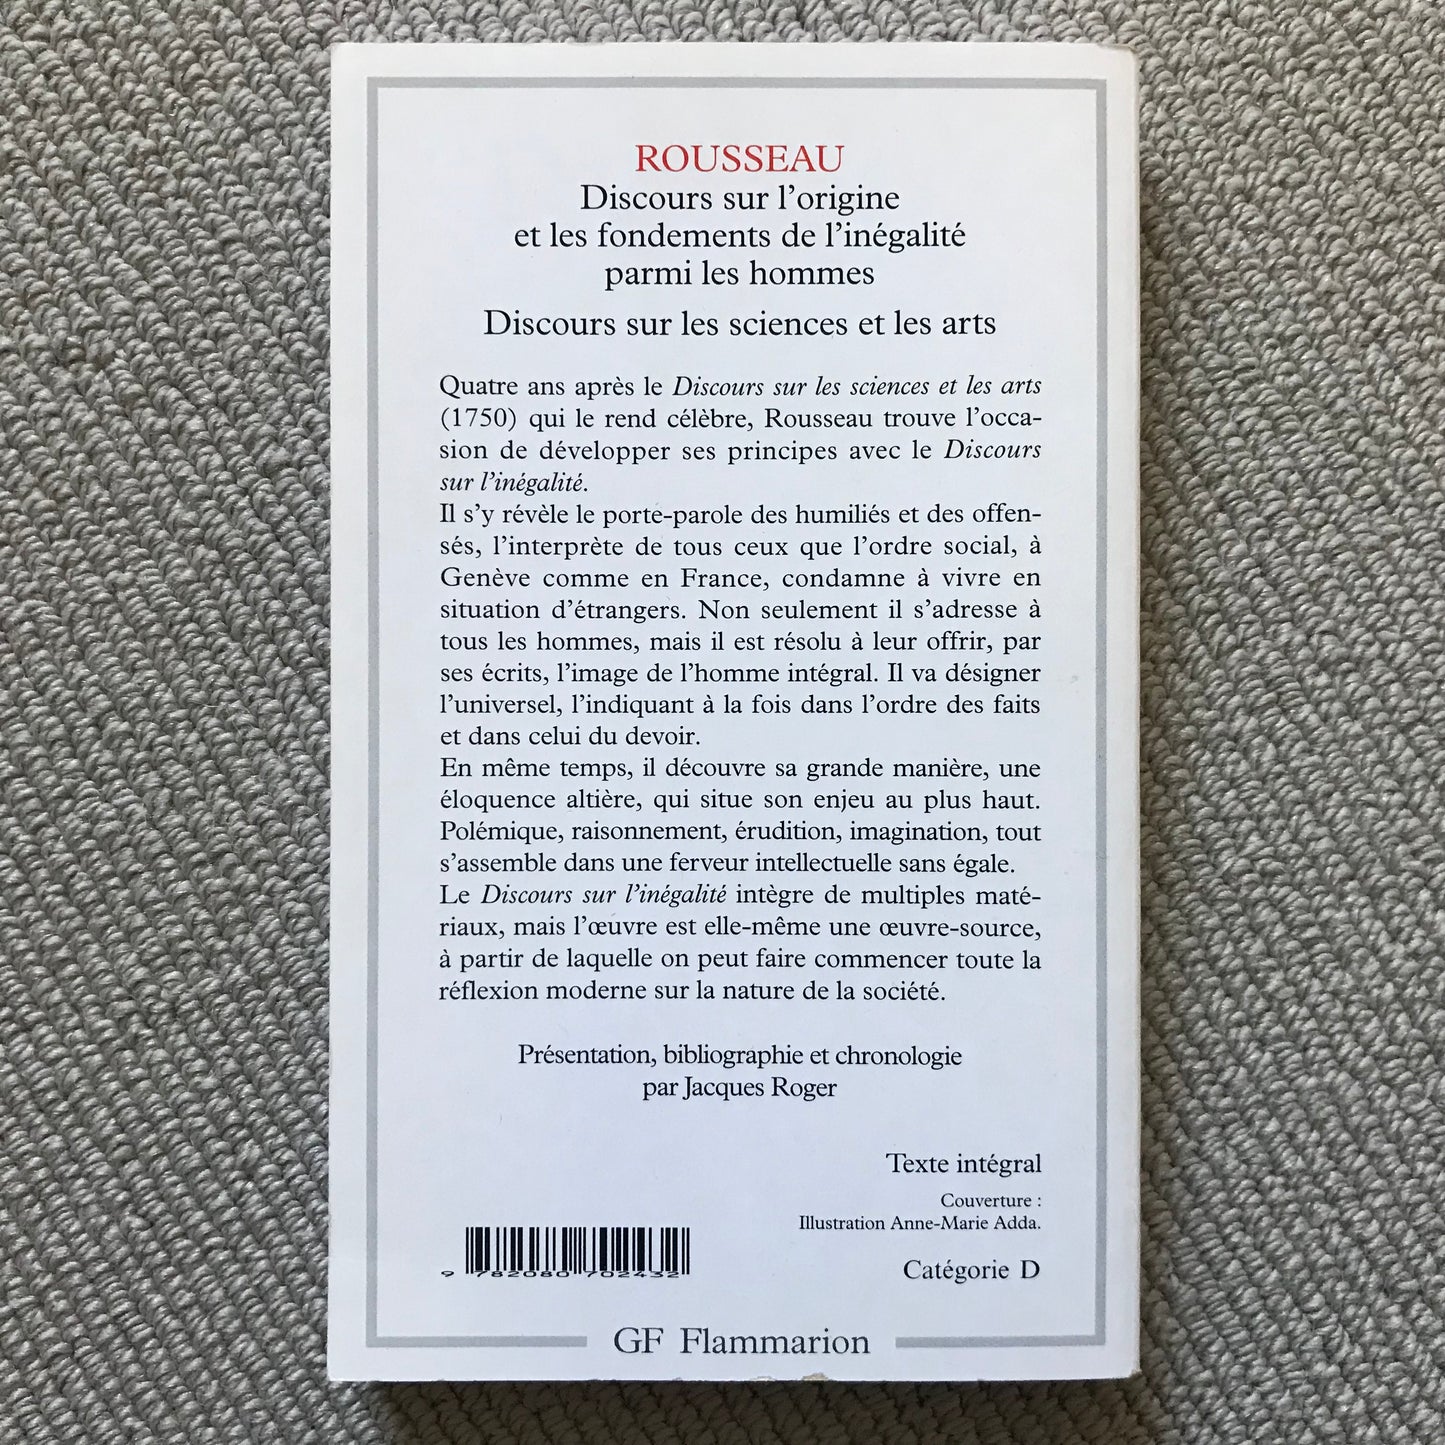 ROUSSEAU
Discours sur l’origine
et les fondements de l’inégalité
parmi les hommes
Discours sur les sciences et les arts
Quatre ans après le Discours sur les sciences et les arts
(1750) qui le rend célèbre, Rousseau trouve l’occa-
sion de développer ses principes avec le Discours
sur l’inégalité.
Il s’y révèle le porte-parole des humiliés et des offen-
sés, l’interprète de tous ceux que l’ordre social, à
Genève comme en France, condamne à vivre en
situation d’étrangers. Non seulement il s’adresse à
tous les hommes, mais il est résolu à leur offrir, par
ses écrits, l’image de l’homme intégral. Il va désigner
l’universel, l’indiquant à la fois dans l’ordre des faits
et dans celui du devoir.
En même temps, il découvre sa grande manière, une
éloquence altière, qui situe son enjeu au plus haut.
Polémique, raisonnement, érudition, imagination, tout
s’assemble dans une ferveur intellectuelle sans égale.
Le Discours sur l’inégalité intègre de multiples maté-
riaux, mais l’œuvre est elle-même une œuvre-source,
à partir de laquelle on peut faire commencer toute la
réflexion moderne sur la nature de la société.
Présentation, bibliographie et chronologie
par Jacques Roger
Texte intégral
Couverture :
Illustration Anne-Marie Adda.
9 782080 702432
Catégorie D
GF Flammarion